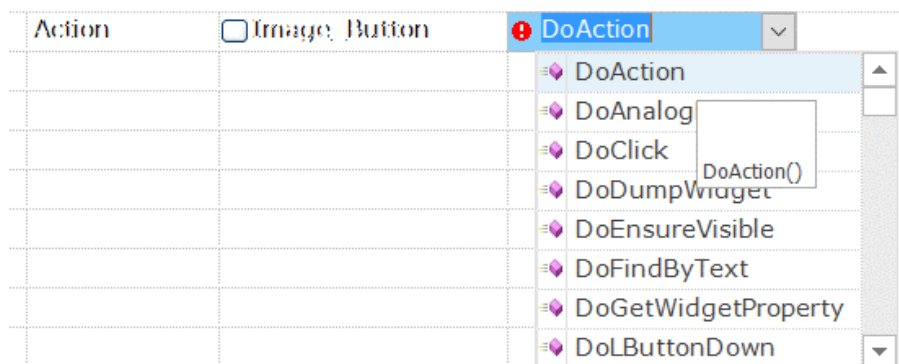 Action Image_Button DoAction
DoAction
DoAnalog
DoClick
DoAction()
DoDumpWidget
DoEnsureVisible
DoFindByText
DoGetWidgetProperty
DoLButtonDown